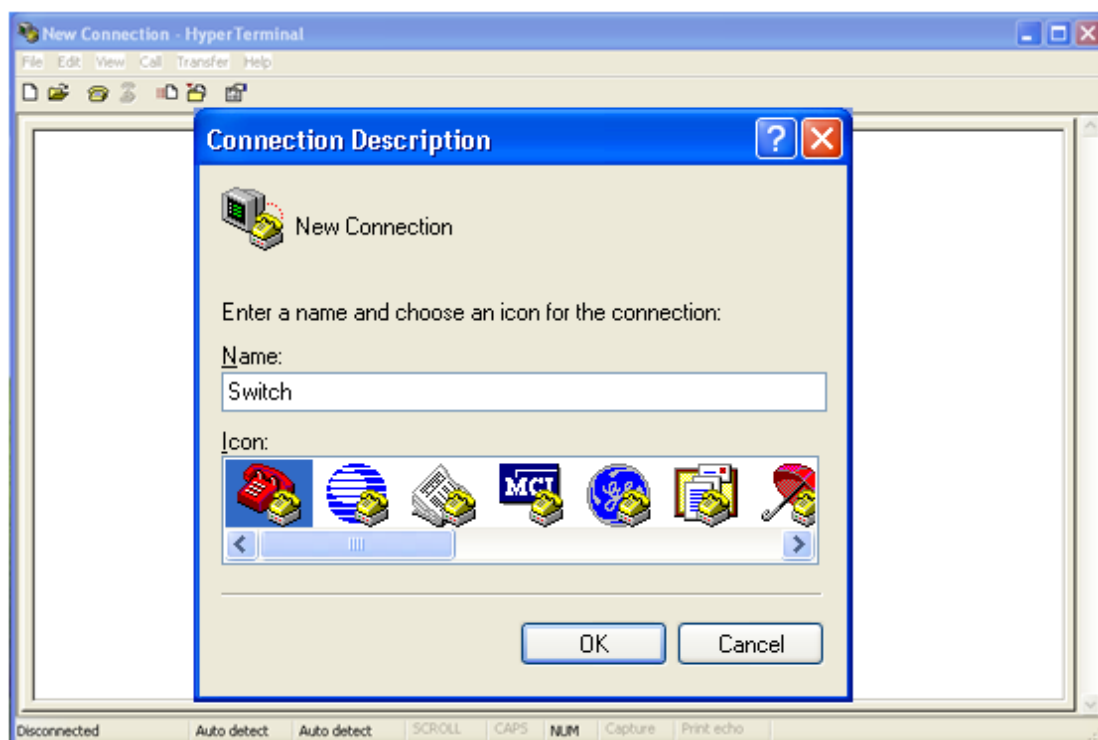 New Connection - HyperTerminal
File Edit View Call Transfer Help
Connection Description
New Connection
Enter a name and choose an icon for the connection:
Name:
Switch
Icon:
MCI
OK Cancel
Disconnected Auto detect Auto detect SCROLL CAPS NUM Capture Print echo